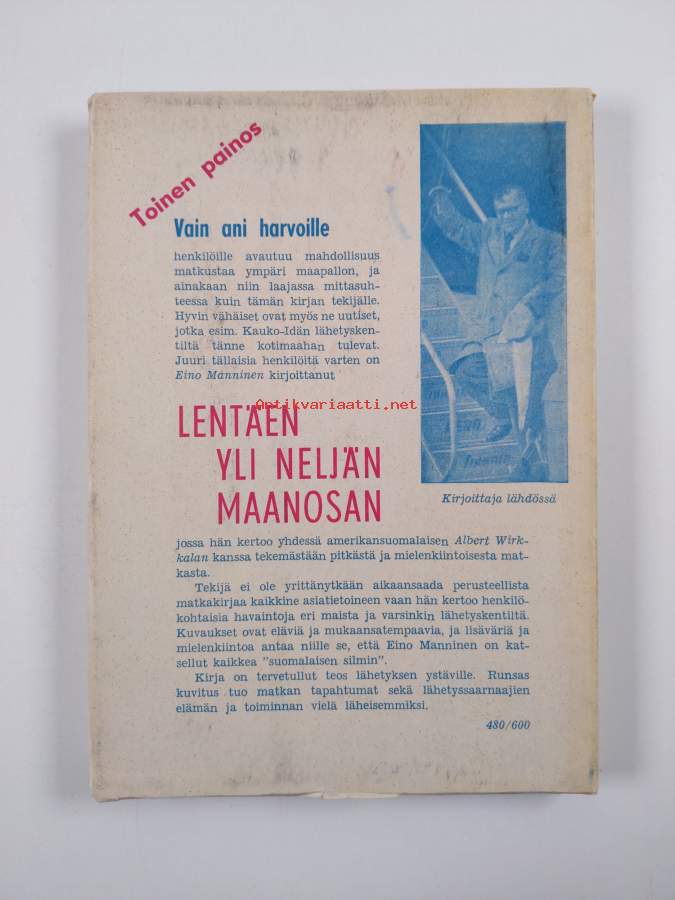 Toinen painos
Vain ani harvoille
henkilöille avautuu mahdollisuus
matkustaa ympäri maapallon, ja
ainakaan niin laajassa mittasuh-
teessa kuin tämän kirjan tekijälle.
Hyvin vähäiset ovat myös ne uutiset,
jotka esim. Kauko-Idän lähetysken-
tiltä tänne kotimaahan tulevat.
Juuri tällaisia henkilöitä varten on
Eino Manninen kirjoittanut
Antikvariaatti.net
LENTÄEN
YLI NELJÄN
MAANOSAN
Kirjoittaja lähdössä
jossa hän kertoo yhdessä amerikansuomalaisen Albert Wirk-
kalan kanssa tekemästään pitkästä ja mielenkiintoisesta mat-
kasta.
Tekijä ei ole yrittänytkään aikaansaada perusteellista
matkakirjaa kaikkine asiatietoineen vaan hän kertoo henkilö-
kohtaisia havaintoja eri maista ja varsinkin lähetyskentiltä.
Kuvaukset ovat eläviä ja mukaansatempaavia, ja lisäväriä ja
mielenkiintoa antaa niille se, että Eino Manninen on kat-
sellut kaikkea "suomalaisen silmin".
Kirja on tervetullut teos lähetyksen ystäville. Runsas
kuvitus tuo matkan tapahtumat sekä lähetyssaarnaajien
elämän ja toiminnan vielä läheisemmiksi.
480/600